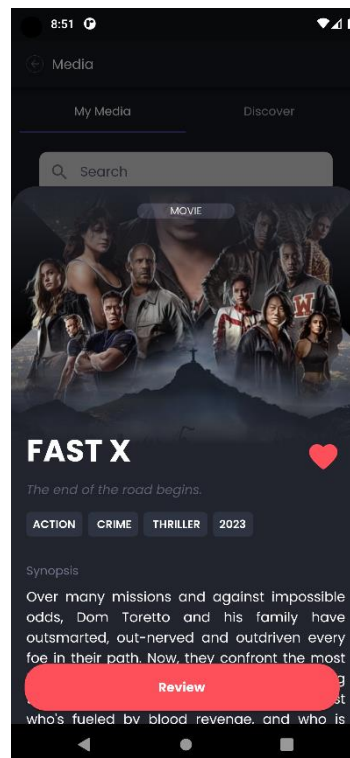 8:51
Media
My Media Discover
Search
MOVIE
FAST X
The end of the road begins.
ACTION CRIME THRILLER 2023
Synopsis
Over many missions and against impossible
odds, Dom Toretto and his family have
outsmarted, out-nerved and outdriven every
foe in their path. Now, they confront the most
Review
who's fueled by blood revenge, and who is